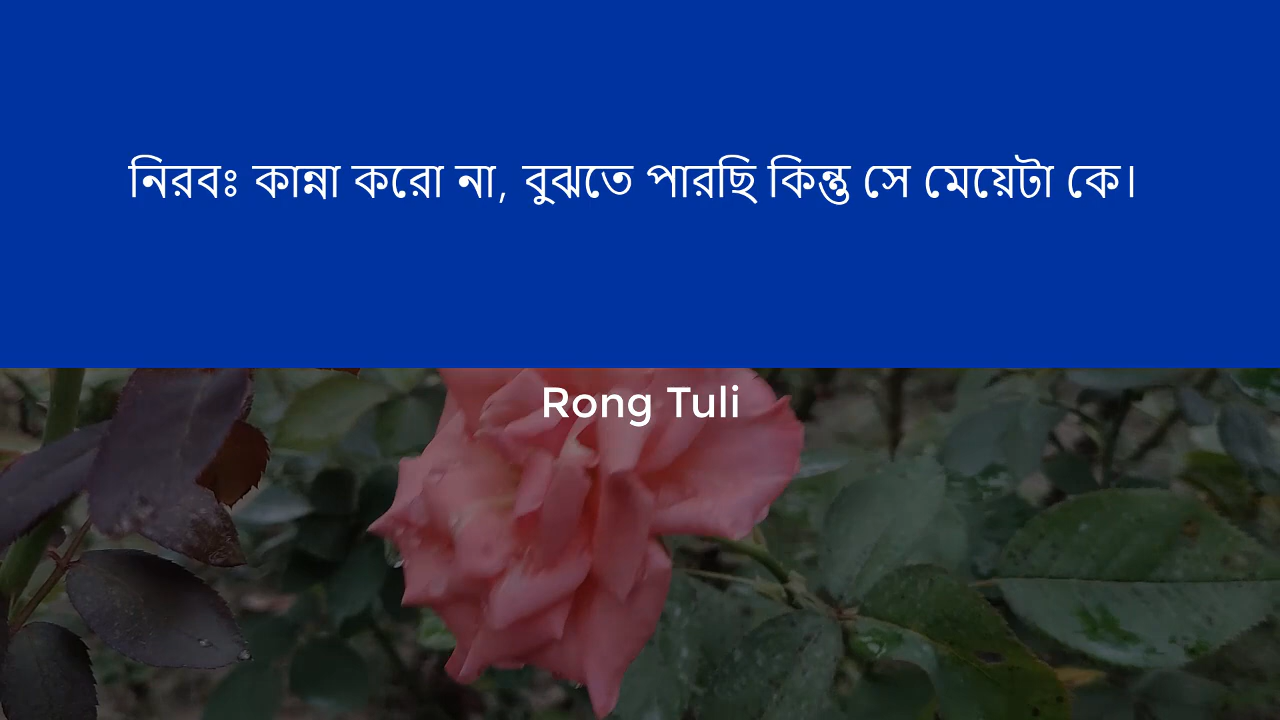 নিরবঃ কান্না করো না, বুঝতে পারছি কিন্তু সে মেয়েটা কে।
Rong Tuli